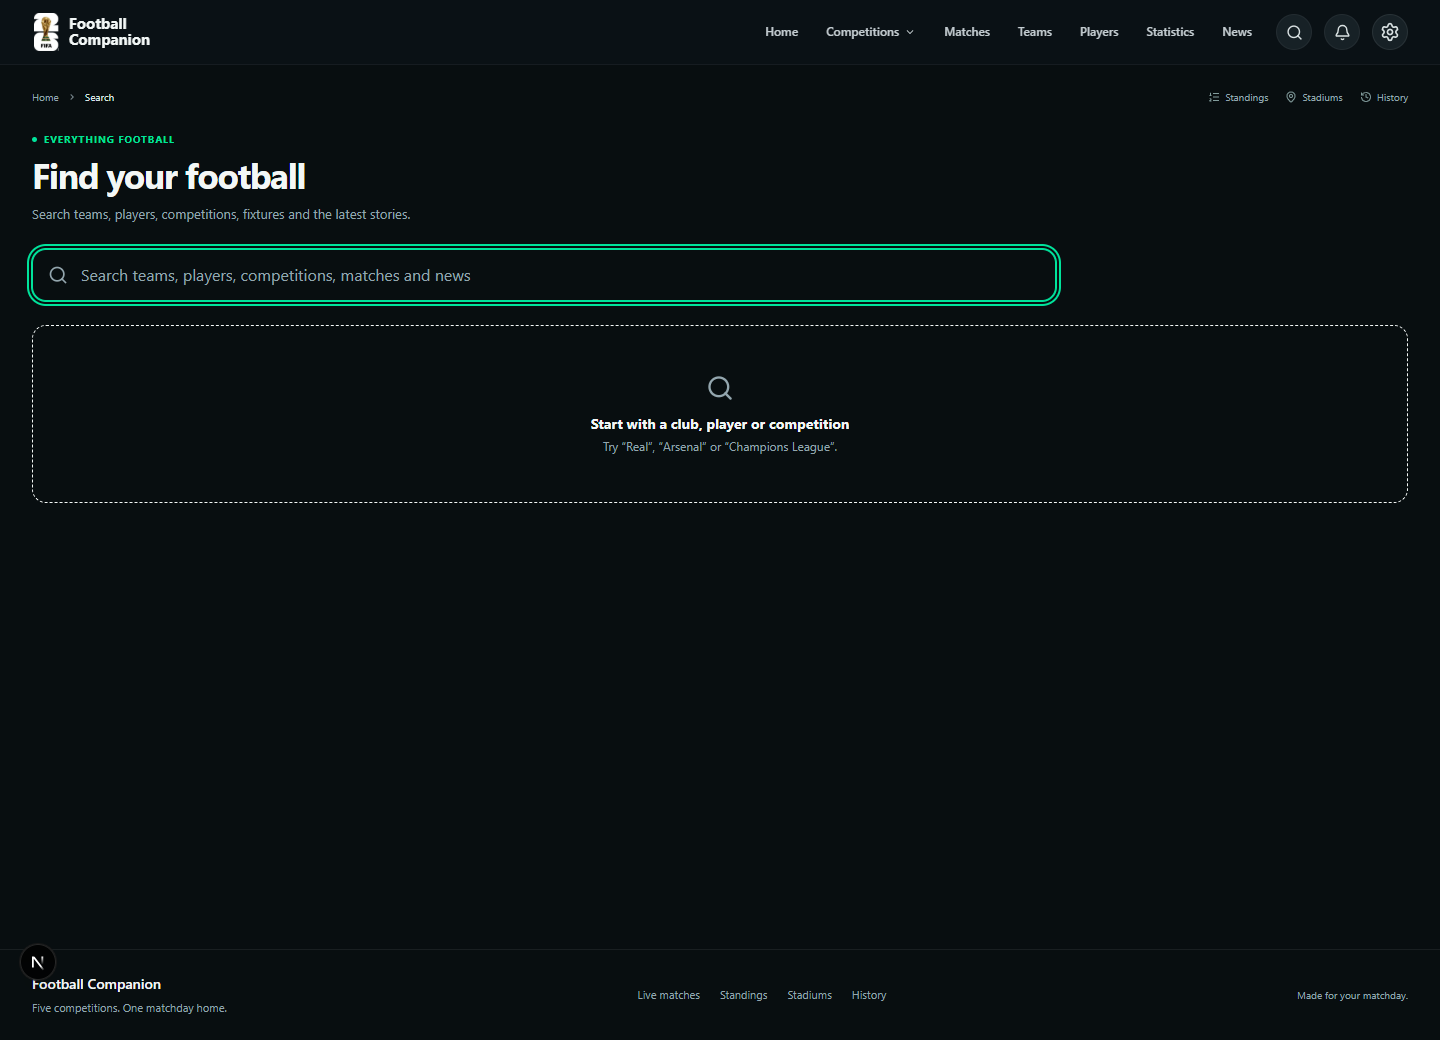 FIFA
Football
Companion
Home Competitions Matches Teams Players Statistics News
Home > Search
Standings Stadiums History
EVERYTHING FOOTBALL
Find your football
Search teams, players, competitions, fixtures and the latest stories.
Search teams, players, competitions, matches and news
Start with a club, player or competition
Try “Real”, “Arsenal” or “Champions League”.
N
Football Companion
Five competitions. One matchday home.
Live matches Standings Stadiums History
Made for your matchday.